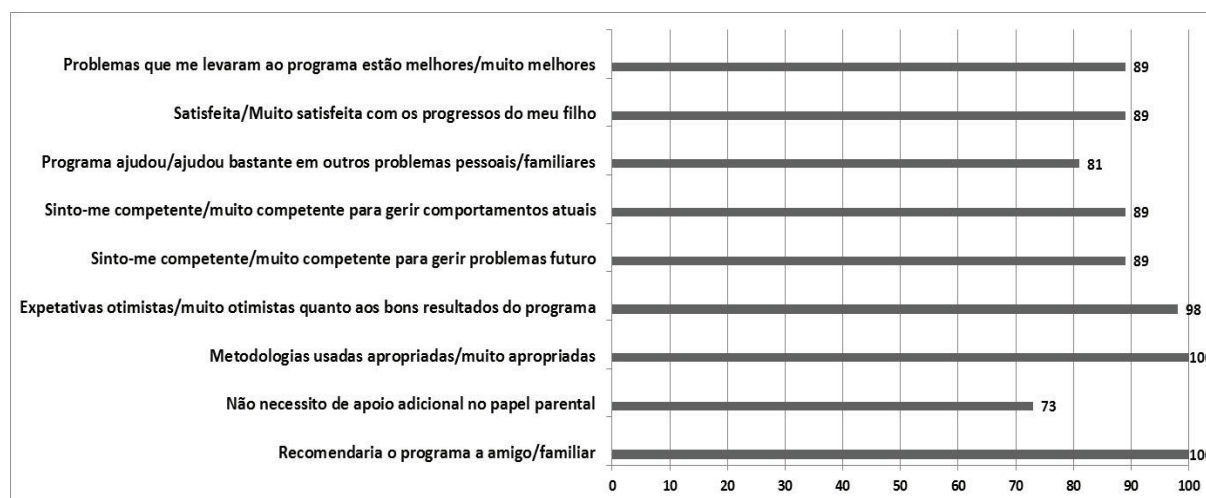 Problemas que me levaram ao programa estão melhores/muito melhores
89
Satisfeita/Muito satisfeita com os progressos do meu filho
89
Programa ajudou/ajudou bastante em outros problemas pessoais/familiares
81
Sinto-me competente/muito competente para gerir comportamentos atuais
89
Sinto-me competente/muito competente para gerir problemas futuro
89
Expetativas otimistas/muito otimistas quanto aos bons resultados do programa
98
Metodologias usadas apropriadas/muito apropriadas
100
Não necessito de apoio adicional no papel parental
73
Recomendaria o programa a amigo/familiar
100
0 10 20 30 40 50 60 70 80 90 100